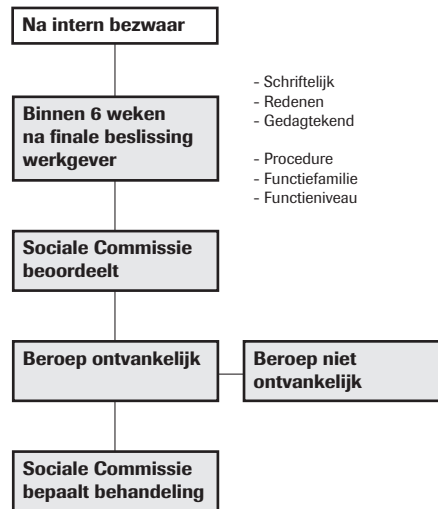 Na intern bezwaar
Binnen 6 weken
na finale beslissing
werkgever
- Schriftelijk
- Redenen
- Gedagtekend
- Procedure
- Functiefamilie
- Functieniveau
Sociale Commissie
beoordeelt
Beroep ontvankelijk
Beroep niet
ontvankelijk
Sociale Commissie
bepaalt behandeling